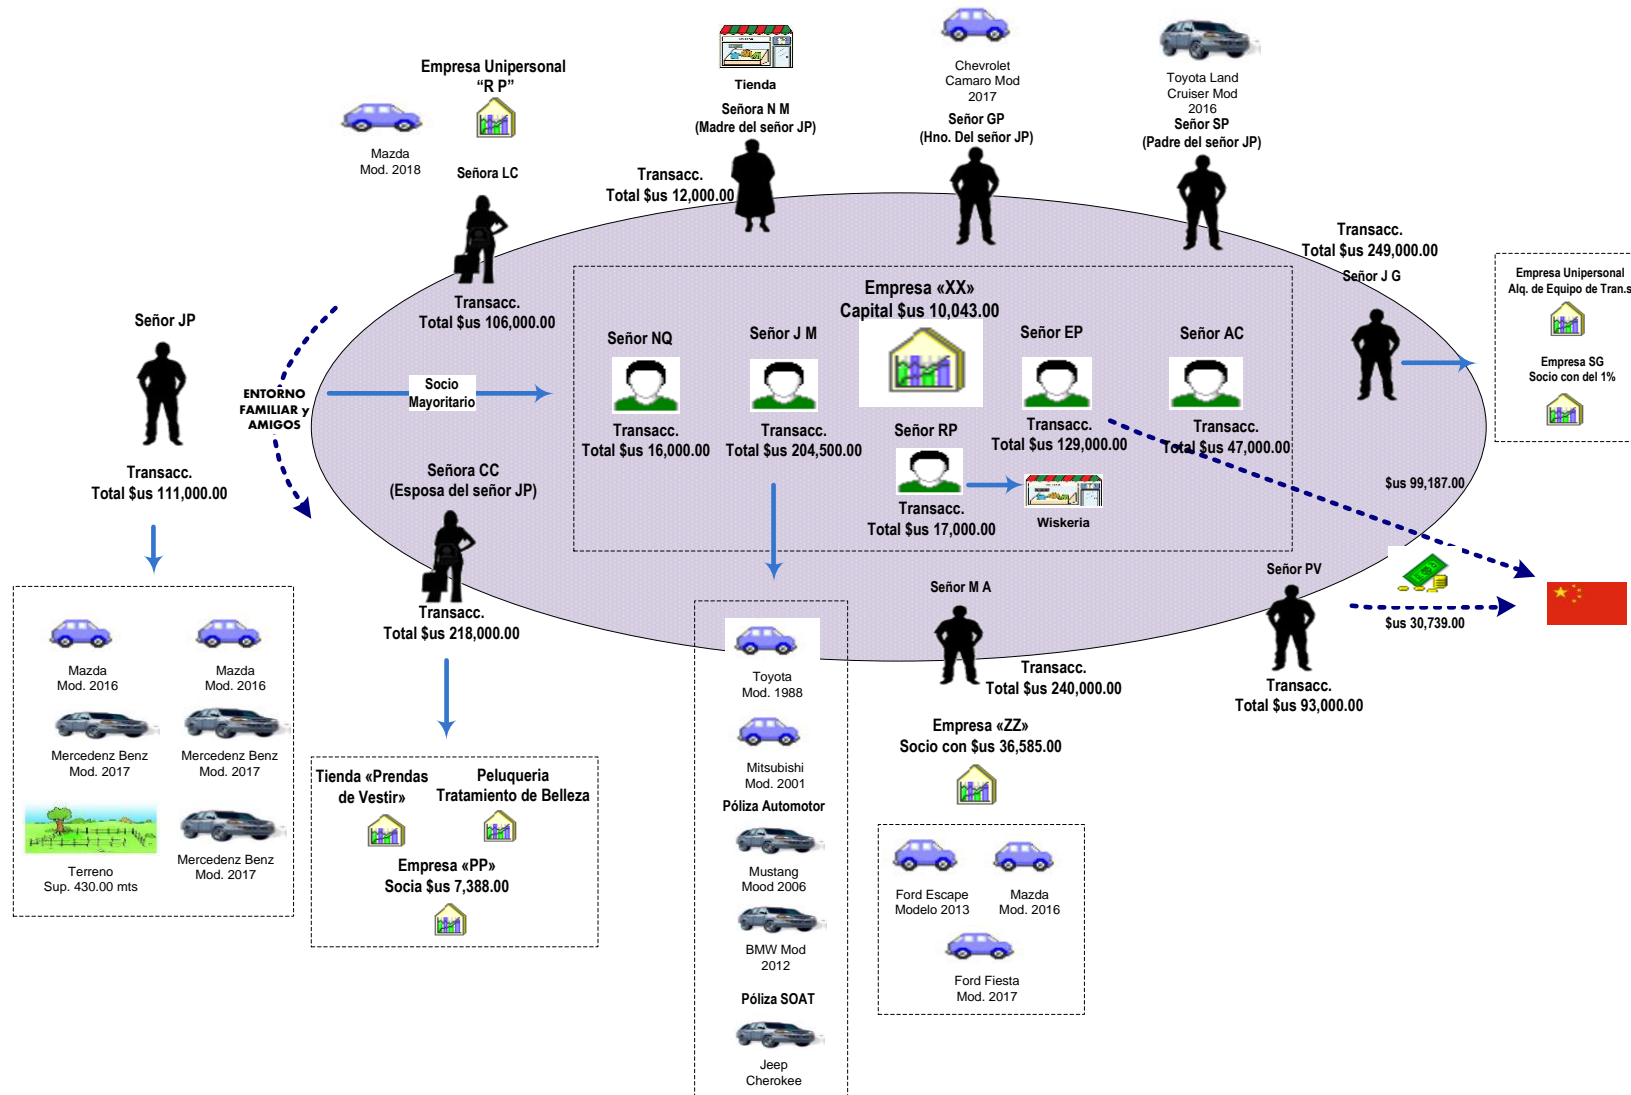 Empresa Unipersonal
“R P”
Mazda
Mod. 2018
Señora LC
Transacc.
Total $us 106,000.00
Tienda
Señora N M
(Madre del señor JP)
Transacc.
Total $us 12,000.00
Chevrolet
Camaro Mod
2017
Señor GP
(Hno. Del señor JP)
Toyota Land
Cruiser Mod
2016
Señor SP
(Padre del señor JP)
Transacc.
Total $us 249,000.00
Señor J G
Empresa Unipersonal
Alq. de Equipo de Tran.s
Empresa SG
Socio con del 1%
Señor JP
Transacc.
Total $us 111,000.00
ENTORNO
FAMILIAR y
AMIGOS
Socio
Mayoritario
Empresa «XX»
Capital $us 10,043.00
Señor NQ
Transacc.
Total $us 16,000.00
Señor J M
Transacc.
Total $us 204,500.00
Señor EP
Transacc.
Total $us 129,000.00
Señor AC
Transacc.
Total $us 47,000.00
Señor RP
Transacc.
Total $us 17,000.00
Wiskeria
$us 99,187.00
Señora CC
(Esposa del señor JP)
Transacc.
Total $us 218,000.00
Señor M A
Transacc.
Total $us 240,000.00
Señor PV
Transacc.
Total $us 93,000.00
$us 30,739.00
Mazda
Mod. 2016
Mazda
Mod. 2016
Mercedenz Benz
Mod. 2017
Mercedenz Benz
Mod. 2017
Terreno
Sup. 430.00 mts
Mercedenz Benz
Mod. 2017
Tienda «Prendas
de Vestir»
Peluqueria
Tratamiento de Belleza
Empresa «PP»
Socia $us 7,388.00
Toyota
Mod. 1988
Mitsubishi
Mod. 2001
Póliza Automotor
Mustang
Mood 2006
BMW Mod
2012
Póliza SOAT
Jeep
Cherokee
Empresa «ZZ»
Socio con $us 36,585.00
Ford Escape
Modelo 2013
Mazda
Mod. 2016
Ford Fiesta
Mod. 2017